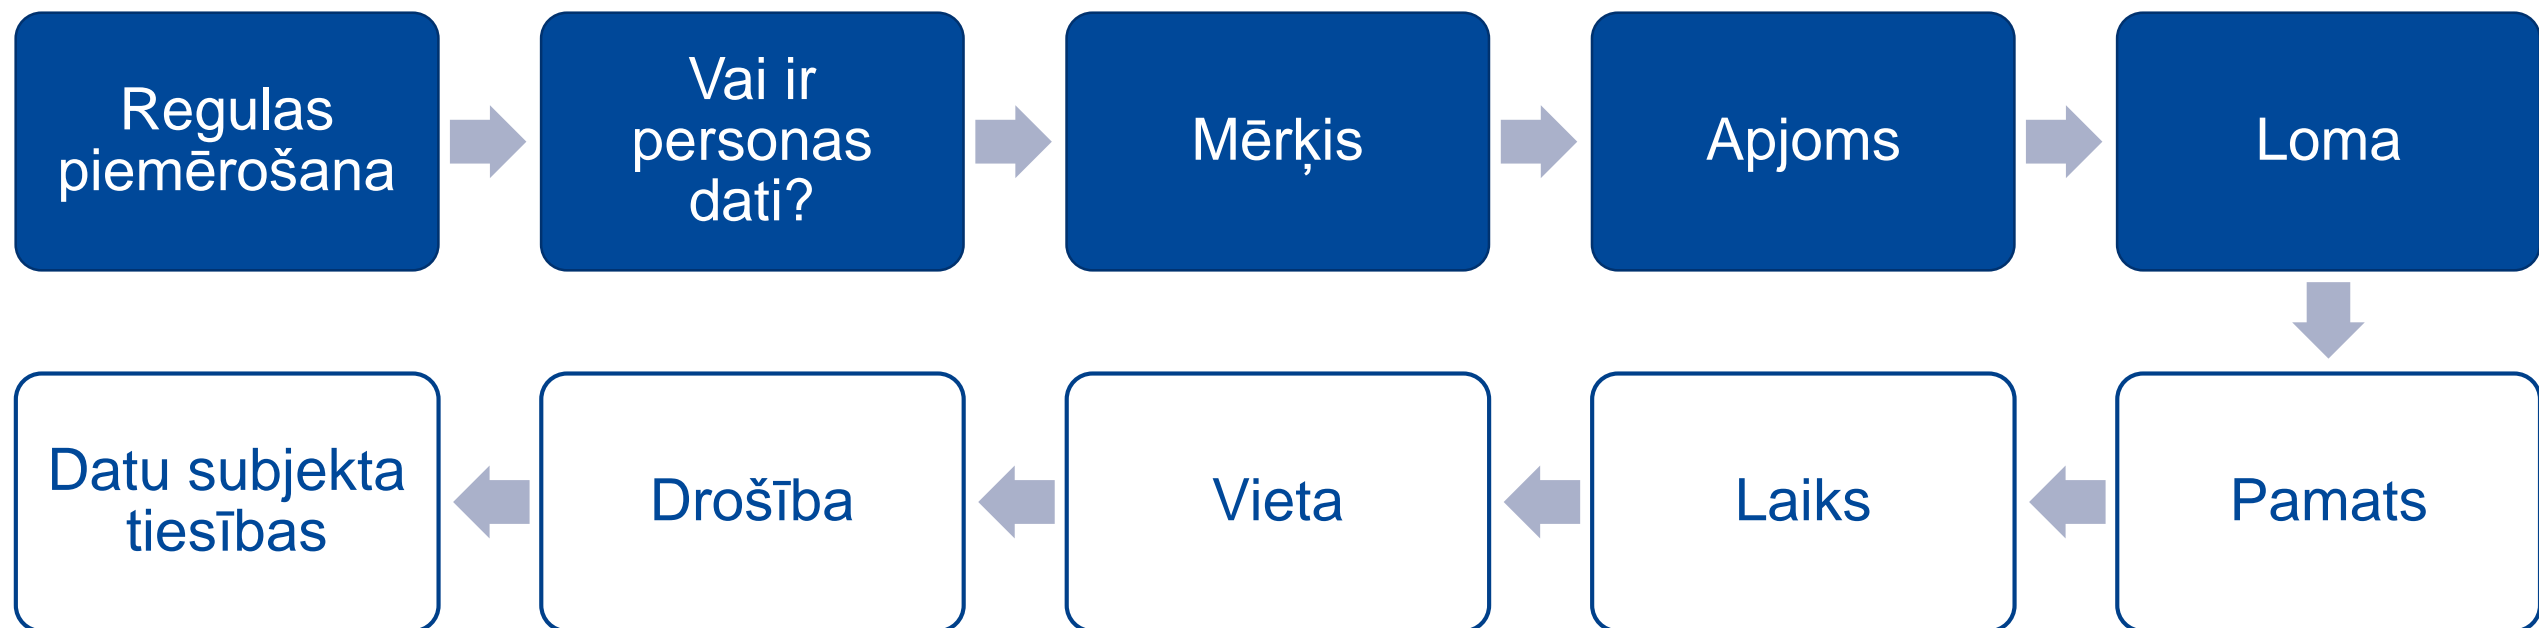 Regulas
piemērošana
Vai ir
personas
dati?
Mērķis
Apjoms
Loma
Pamats
Laiks
Vieta
Drošība
Datu subjekta
tiesības